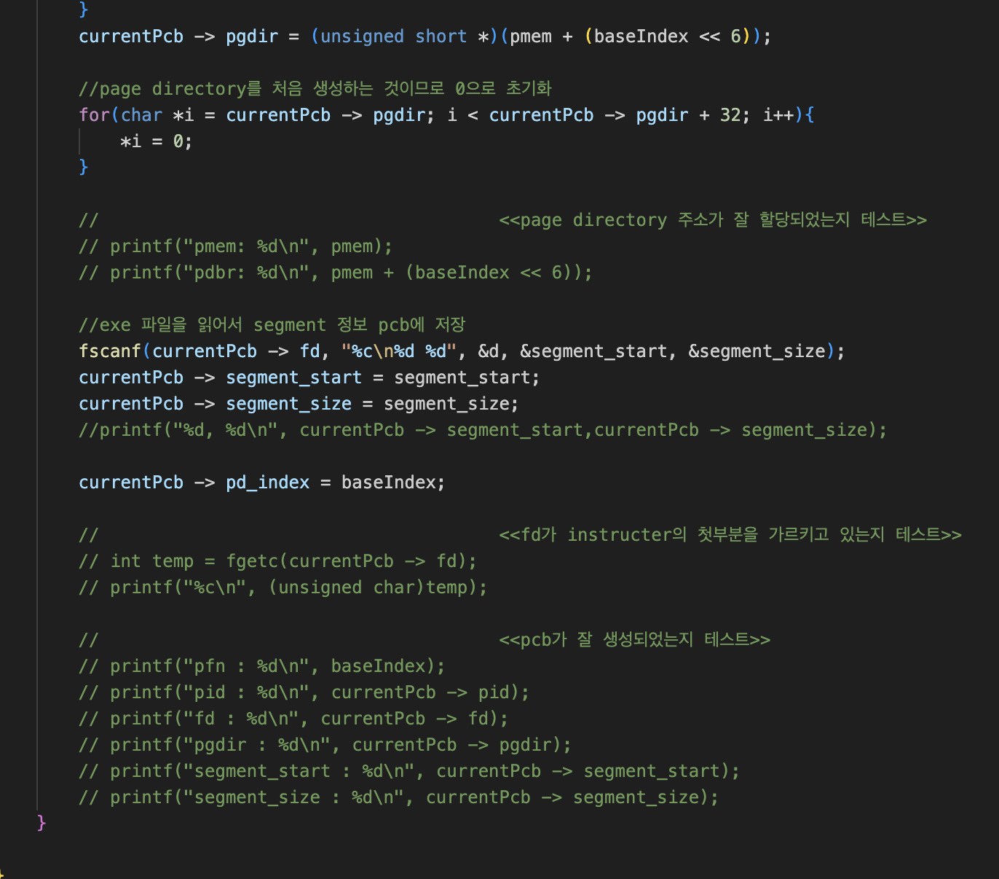 }
currentPcb -> pgdir = (unsigned short *)(pmem + (baseIndex << 6));
//page directory를 처음 생성하는 것이므로 0으로 초기화
for(char *i = currentPcb -> pgdir; i < currentPcb -> pgdir + 32; i++){
*i = 0;
}
// <<page directory 주소가 잘 할당되었는지 테스트>>
// printf("pmem: %d\n", pmem);
// printf("pdbr: %d\n", pmem + (baseIndex << 6));
//exe 파일을 읽어서 segment 정보 pcb에 저장
fscanf(currentPcb -> fd, "%c\n%d %d", &d, &segment_start, &segment_size);
currentPcb -> segment_start = segment_start;
currentPcb -> segment_size = segment_size;
//printf("%d, %d\n", currentPcb -> segment_start,currentPcb -> segment_size);
currentPcb -> pd_index = baseIndex;
// <<fd가 instructer의 첫부분을 가르키고 있는지 테스트>>
// int temp = fgetc(currentPcb -> fd);
// printf("%c\n", (unsigned char)temp);
// <<pcb가 잘 생성되었는지 테스트>>
// printf("pfn : %d\n", baseIndex);
// printf("pid : %d\n", currentPcb -> pid);
// printf("fd : %d\n", currentPcb -> fd);
// printf("pgdir : %d\n", currentPcb -> pgdir);
// printf("segment_start : %d\n", currentPcb -> segment_start);
// printf("segment_size : %d\n", currentPcb -> segment_size);
}
}